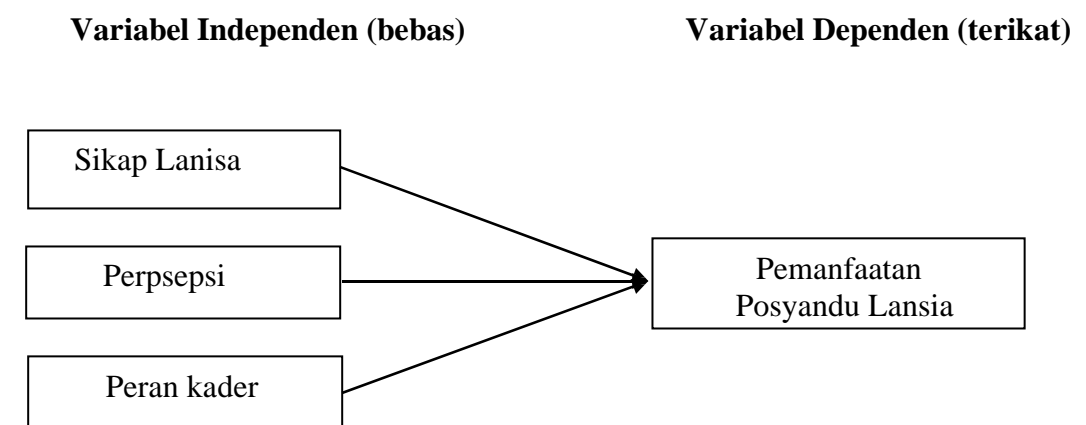 Variabel Independen (bebas)
Variabel Dependen (terikat)
Sikap Lanisa
Perpsepsi
Peran kader
Pemanfaatan
Posyandu Lansia